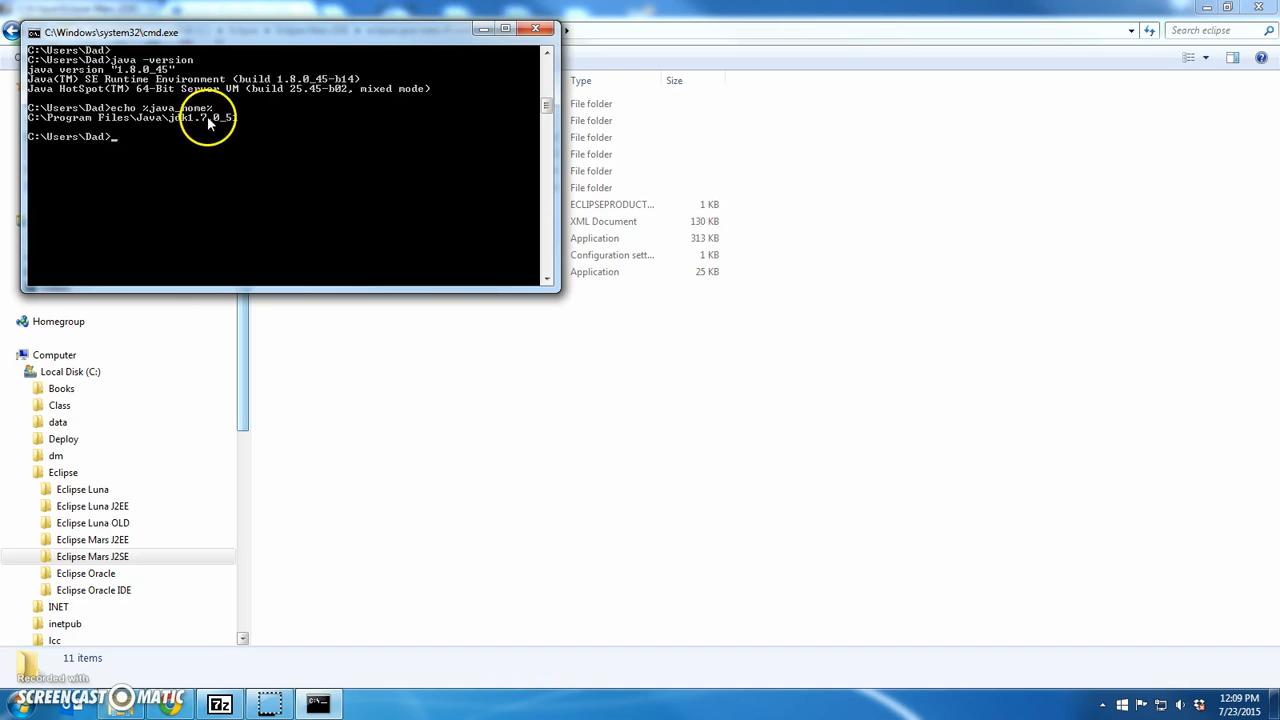 C:\Windows\system32\cmd.exe
Search eclipse
C:\Users\Dad>
C:\Users\Dad>java -version
java version "1.8.0_45"
Java(TM) SE Runtime Environment (build 1.8.0_45-b14)
Java HotSpot(TM) 64-Bit Server VM (build 25.45-b02, mixed mode)
C:\Users\Dad>echo %java_home%
C:\Program Files\Java\jdk1.7.0_51
C:\Users\Dad>_
Type Size
File folder
File folder
File folder
File folder
File folder
File folder
ECLIPSEPRODUCT... 1 KB
XML Document 130 KB
Application 313 KB
Configuration sett... 1 KB
Application 25 KB
Homegroup
Computer
Local Disk (C:)
Books
Class
data
Deploy
dm
Eclipse
Eclipse Luna
Eclipse Luna J2EE
Eclipse Luna OLD
Eclipse Mars J2EE
Eclipse Mars J2SE
Eclipse Oracle
Eclipse Oracle IDE
INET
inetpub
lcc
11 items
Recorded with
SCREENCAST MATIC
7z
C:\_
12:09 PM
7/23/2015